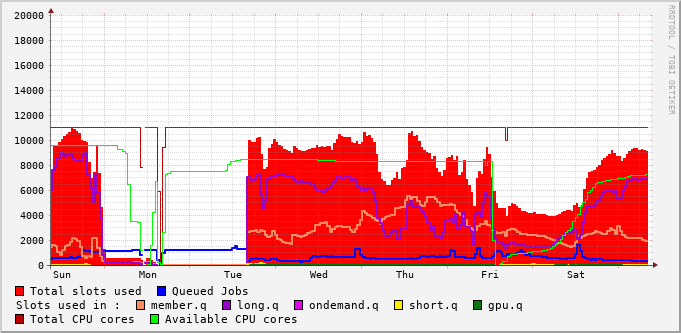 20000
18000
16000
14000
12000
10000
8000
6000
4000
2000
0
Sun Mon Tue Wed Thu Fri Sat
Total slots used Queued Jobs
Slots used in : member.q long.q ondemand.q short.q gpu.q
Total CPU cores Available CPU cores
RRDTOOL / TOBI OETIKER